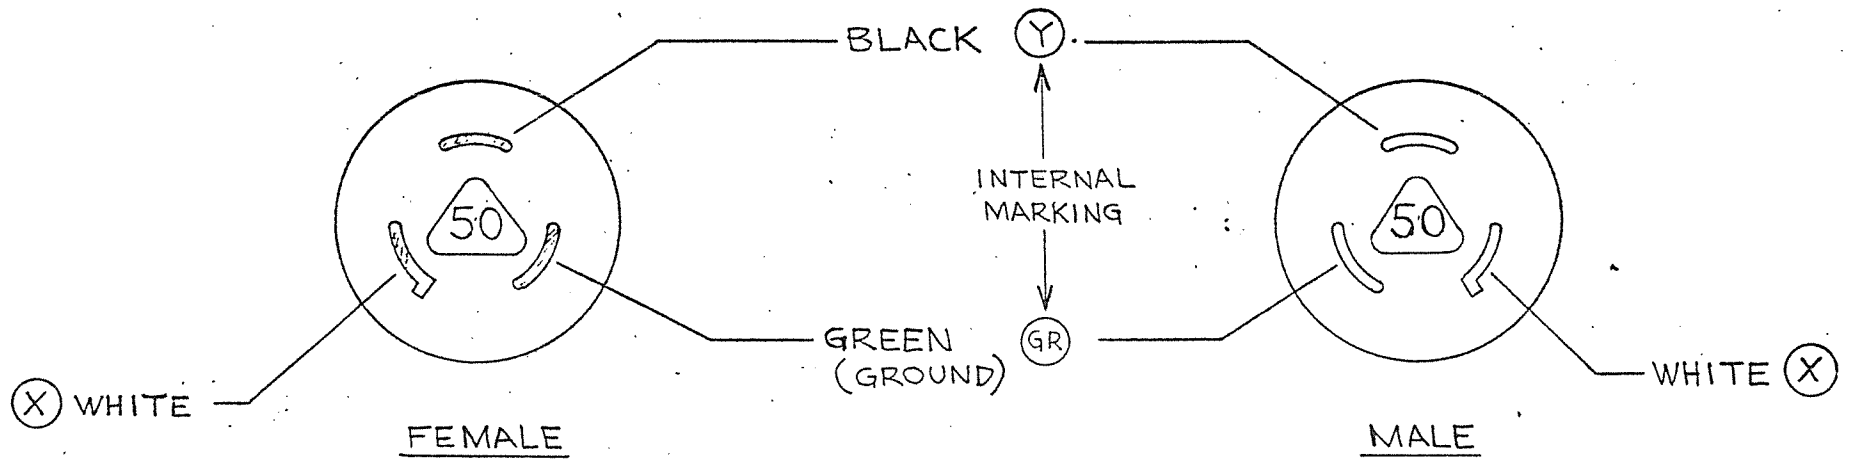 BLACK Y
50
INTERNAL
MARKING
50
GREEN GR
(GROUND)
X WHITE
WHITE X
FEMALE
MALE